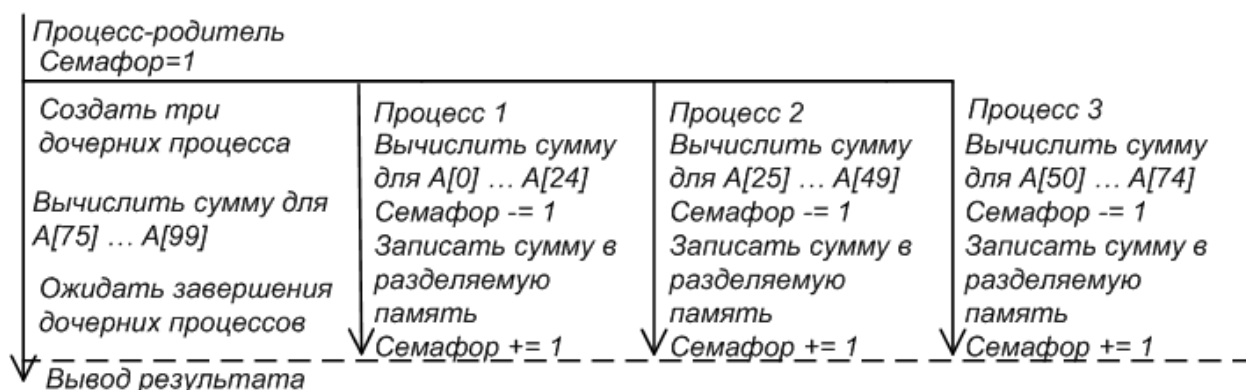 Процесс-родитель
Семафор=1
Создать три
дочерних процесса
Вычислить сумму для
A[75] … A[99]
Ожидать завершения
дочерних процессов
Процесс 1
Вычислить сумму
для A[0] … A[24]
Семафор -= 1
Записать сумму в
разделяемую
память
Семафор += 1
Процесс 2
Вычислить сумму
для A[25] … A[49]
Семафор -= 1
Записать сумму в
разделяемую
память
Семафор += 1
Процесс 3
Вычислить сумму
для A[50] … A[74]
Семафор -= 1
Записать сумму в
разделяемую
память
Семафор += 1
Вывод результата